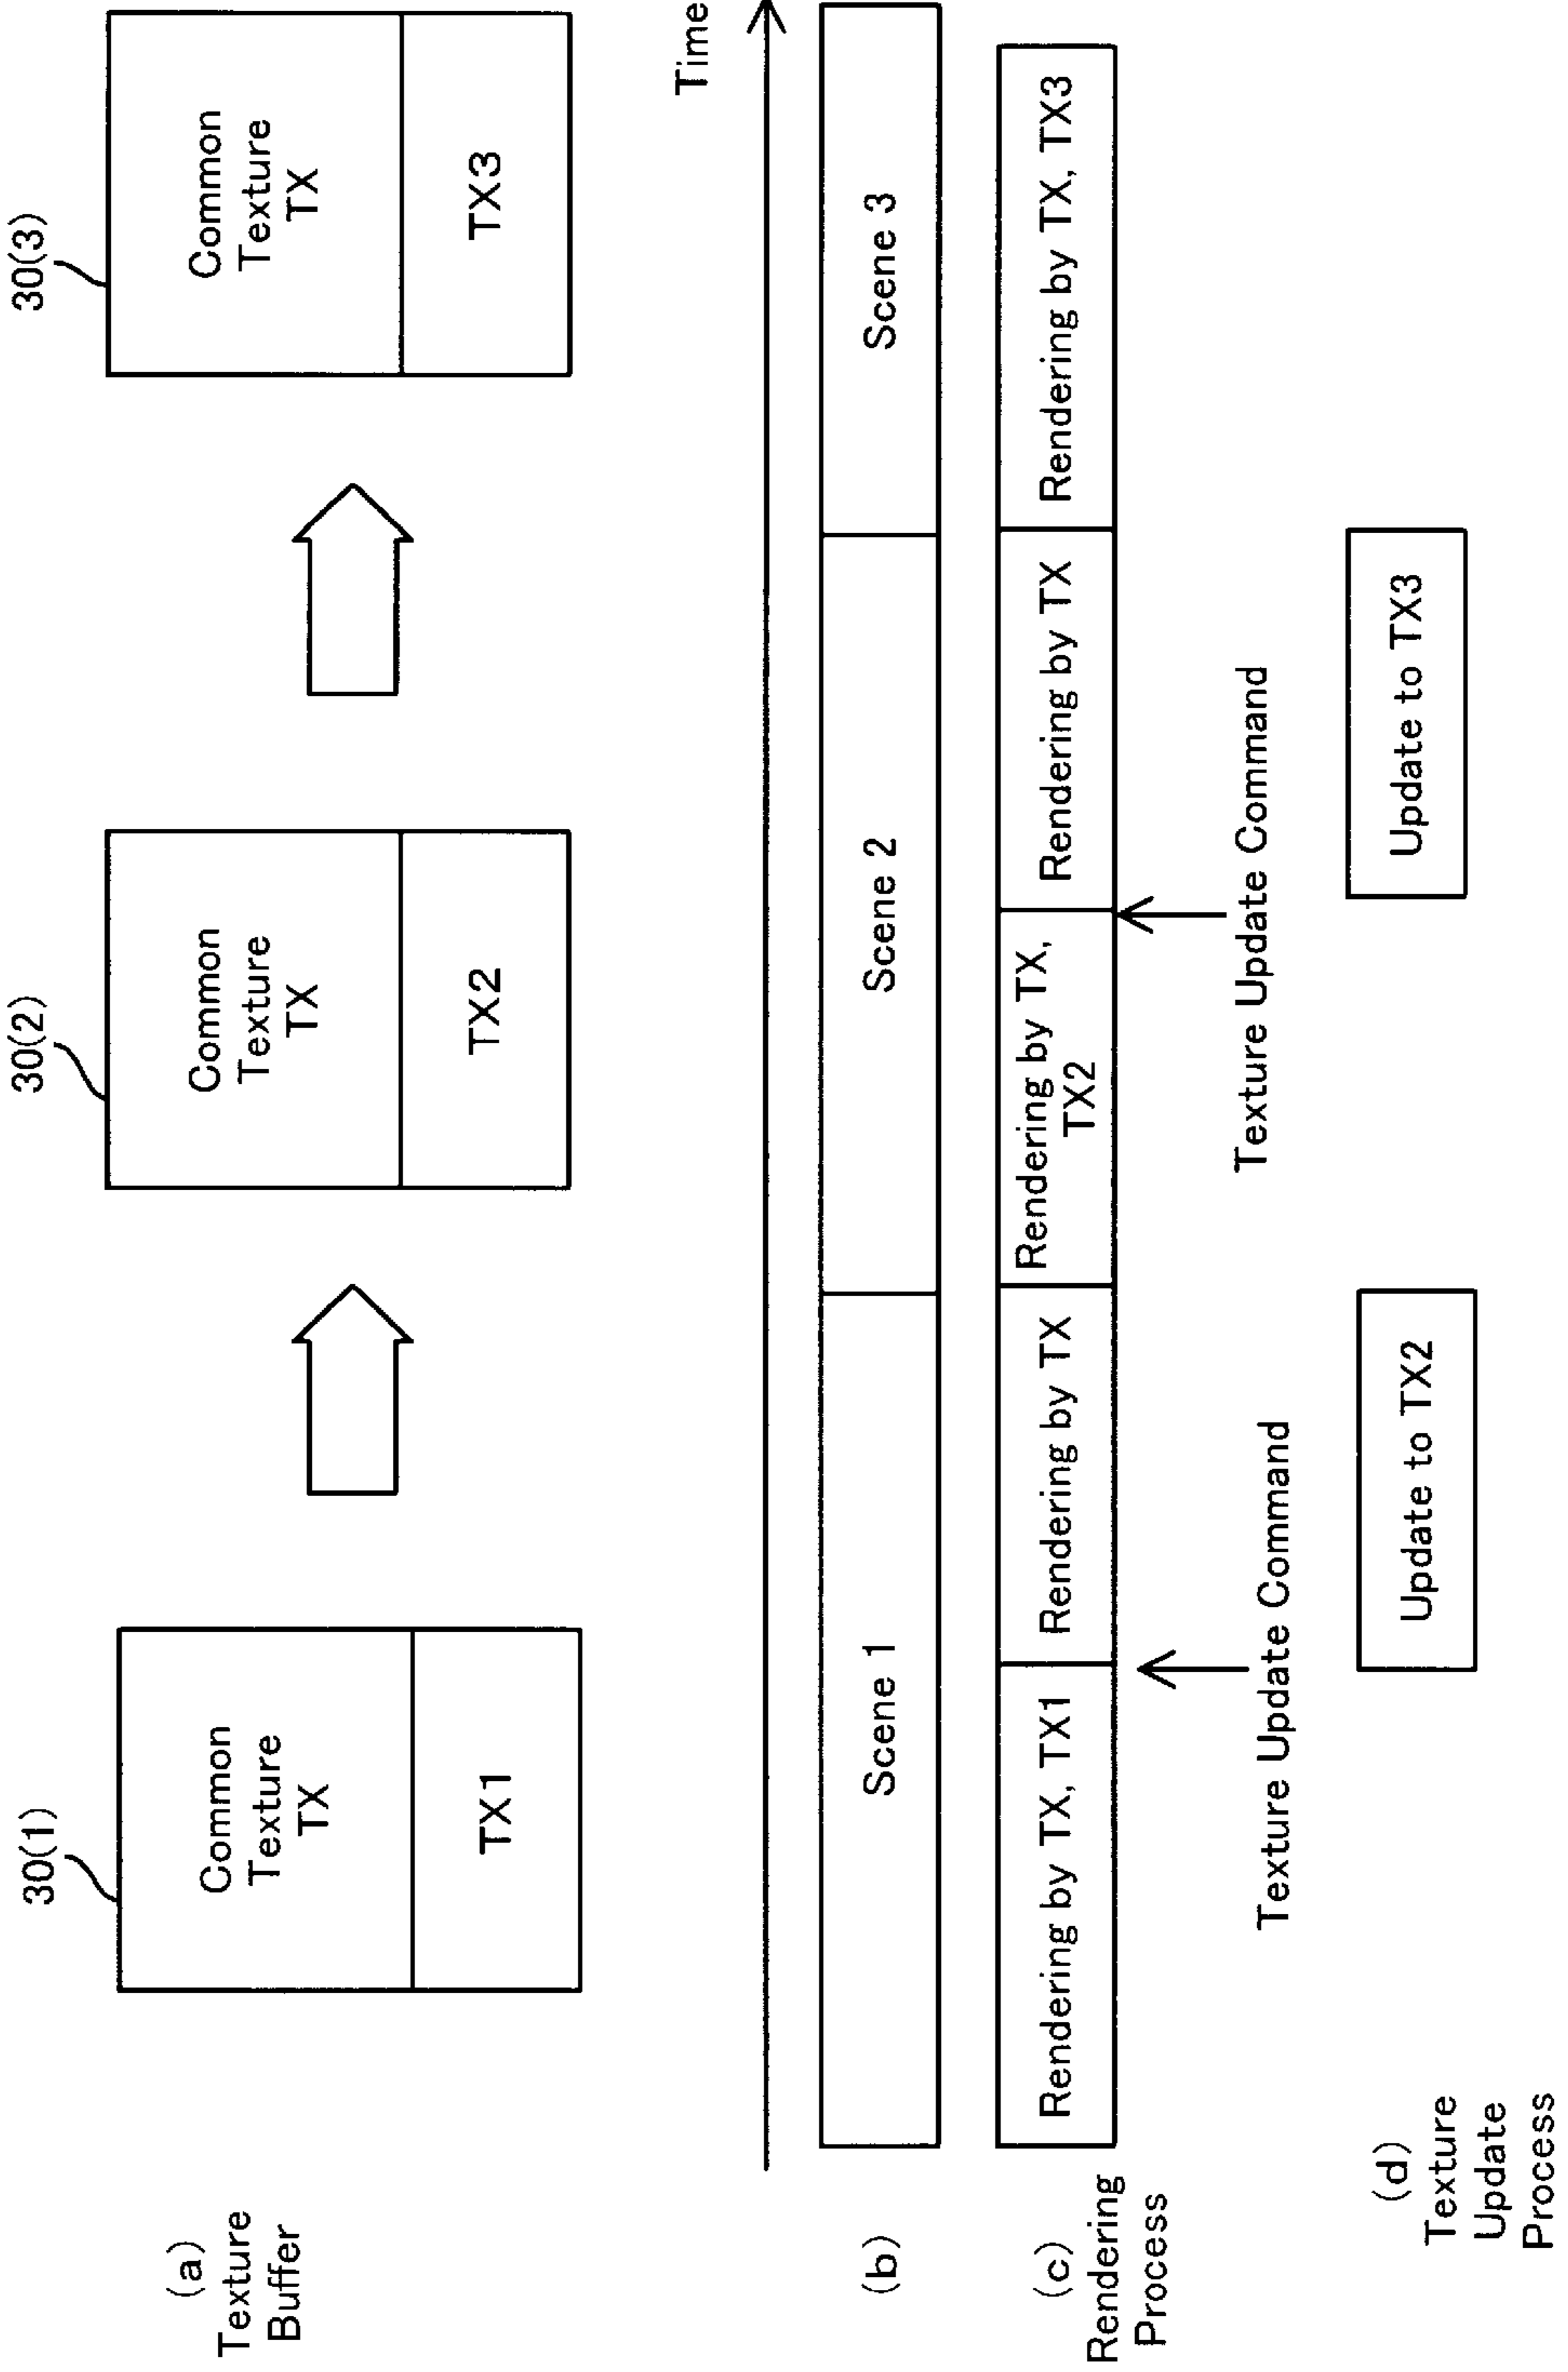 (a)
Texture
Buffer
30(1)
Common
Texture
TX
TX1
30(2)
Common
Texture
TX
TX2
30(3)
Common
Texture
TX
TX3
Time
(b)
Scene 1
Scene 2
Scene 3
(c)
Rendering
Process
Rendering by TX, TX1
Rendering by TX
Rendering by TX,
TX2
Rendering by TX
Rendering by TX, TX3
Texture Update Command
Texture Update Command
(d)
Texture
Update
Process
Update to TX2
Update to TX3